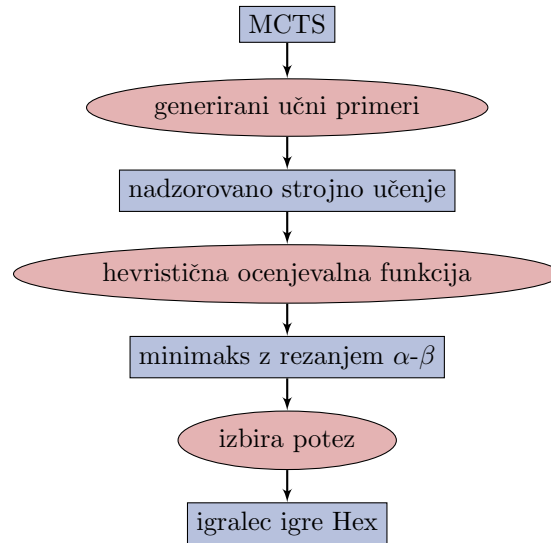 MCTS
generirani učni primeri
nadzorovano strojno učenje
hevristična ocenjevalna funkcija
minimaks z rezanjem α-β
izbira potez
igralec igre Hex